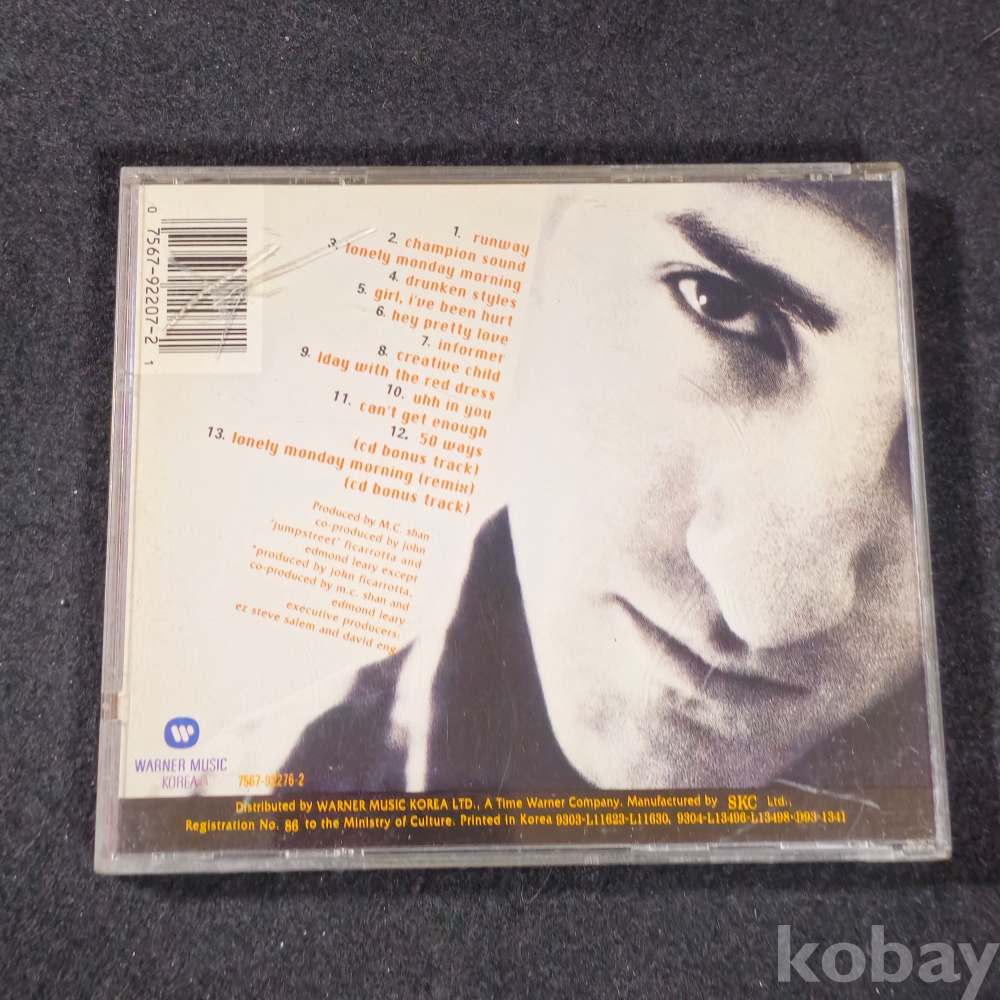 0 7567-92207-2 1
1. runway
2. champion sound
3. lonely monday morning
4. drunken styles
5. girl, i've been hurt
6. hey pretty love
7. informer
8. creative child
9. lday with the red dress
10. uhh in you
11. can't get enough
12. 50 ways
(cd bonus track)
13. lonely monday morning (remix)
(cd bonus track)
Produced by M.C. shan
co-produced by john
"jumpstreet" ficarrotta and
edmond leary except
*produced by john ficarrotta,
co-produced by m.c. shan and
edmond leary
executive producers:
ez steve salem and david eng
WARNER MUSIC
KOREA
7567-92276-2
Distributed by WARNER MUSIC KOREA LTD., A Time Warner Company. Manufactured by SKC Ltd.,
Registration No. 86 to the Ministry of Culture. Printed in Korea 9303-L11623-L11630, 9304-L13496-L13498·D93-1341
kobay